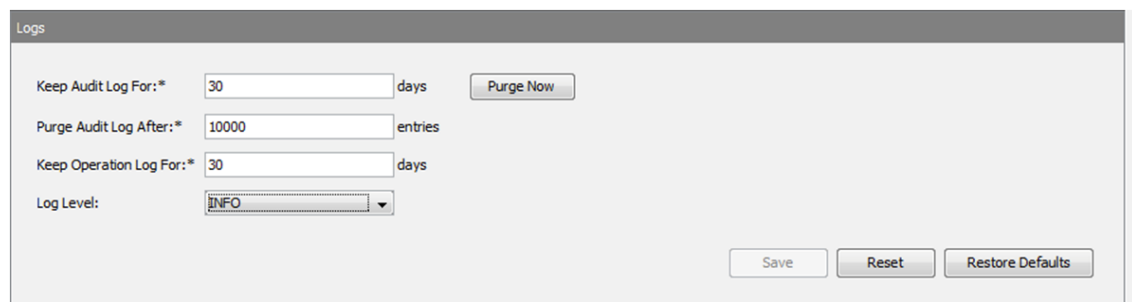 Logs
Keep Audit Log For:* 30 days Purge Now
Purge Audit Log After:* 10000 entries
Keep Operation Log For:* 30 days
Log Level: INFO
Save Reset Restore Defaults